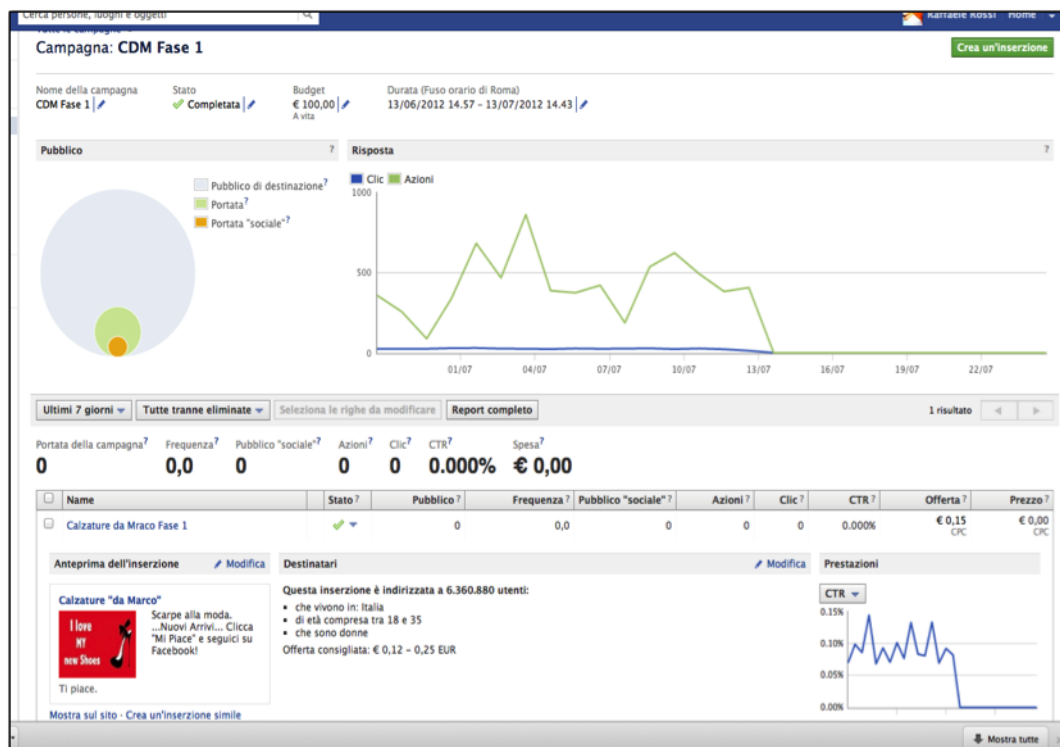 Cerca persone, luoghi e oggetti
Raffaele Rossi Home
Tutte le campagne
Campagna: CDM Fase 1
Crea un'inserzione
Nome della campagna Stato Budget Durata (Fuso orario di Roma)
CDM Fase 1 Completata € 100,00 13/06/2012 14.57 – 13/07/2012 14.43
A vita
Pubblico ? Risposta ?
Pubblico di destinazione?
Portata?
Portata "sociale"?
Clic Azioni
1000
500
0
01/07 04/07 07/07 10/07 13/07 16/07 19/07 22/07
Ultimi 7 giorni Tutte tranne eliminate Seleziona le righe da modificare Report completo 1 risultato
Portata della campagna? Frequenza? Pubblico "sociale"? Azioni? Clic? CTR? Spesa?
0 0,0 0 0 0 0.000% € 0,00
Name Stato ? Pubblico ? Frequenza ? Pubblico "sociale" ? Azioni ? Clic ? CTR ? Offerta ? Prezzo ?
Calzature da Mraco Fase 1 0 0,0 0 0 0 0.000% € 0,15 € 0,00
CPC CPC
Anteprima dell'inserzione Modifica Destinatari Modifica Prestazioni
Calzature "da Marco"
I love
NY
new Shoes
Scarpe alla moda.
...Nuovi Arrivi... Clicca
"Mi Piace" e seguici su
Facebook!
Ti piace.
Mostra sul sito · Crea un'inserzione simile
Questa inserzione è indirizzata a 6.360.880 utenti:
che vivono in: Italia
di età compresa tra 18 e 35
che sono donne
Offerta consigliata: € 0,12 – 0,25 EUR
CTR
0.15%
0.10%
0.05%
0.00%
Mostra tutte